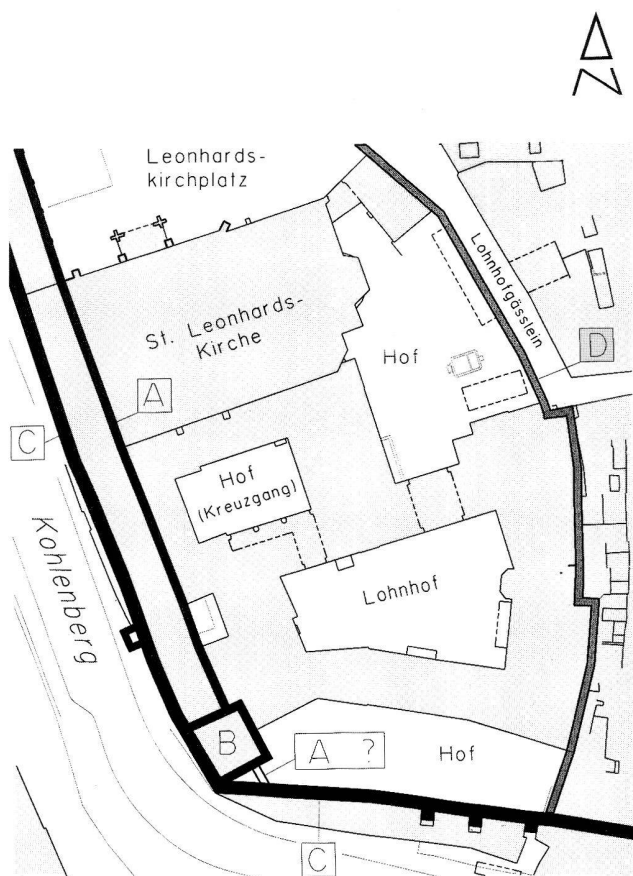 N
Leonhards-
kirchplatz
Lohnhofgässlein
St. Leonhards-
Kirche
Hof
D
A
C
Hof
(Kreuzgang)
Kohlenberg
Lohnhof
B
A ?
Hof
C